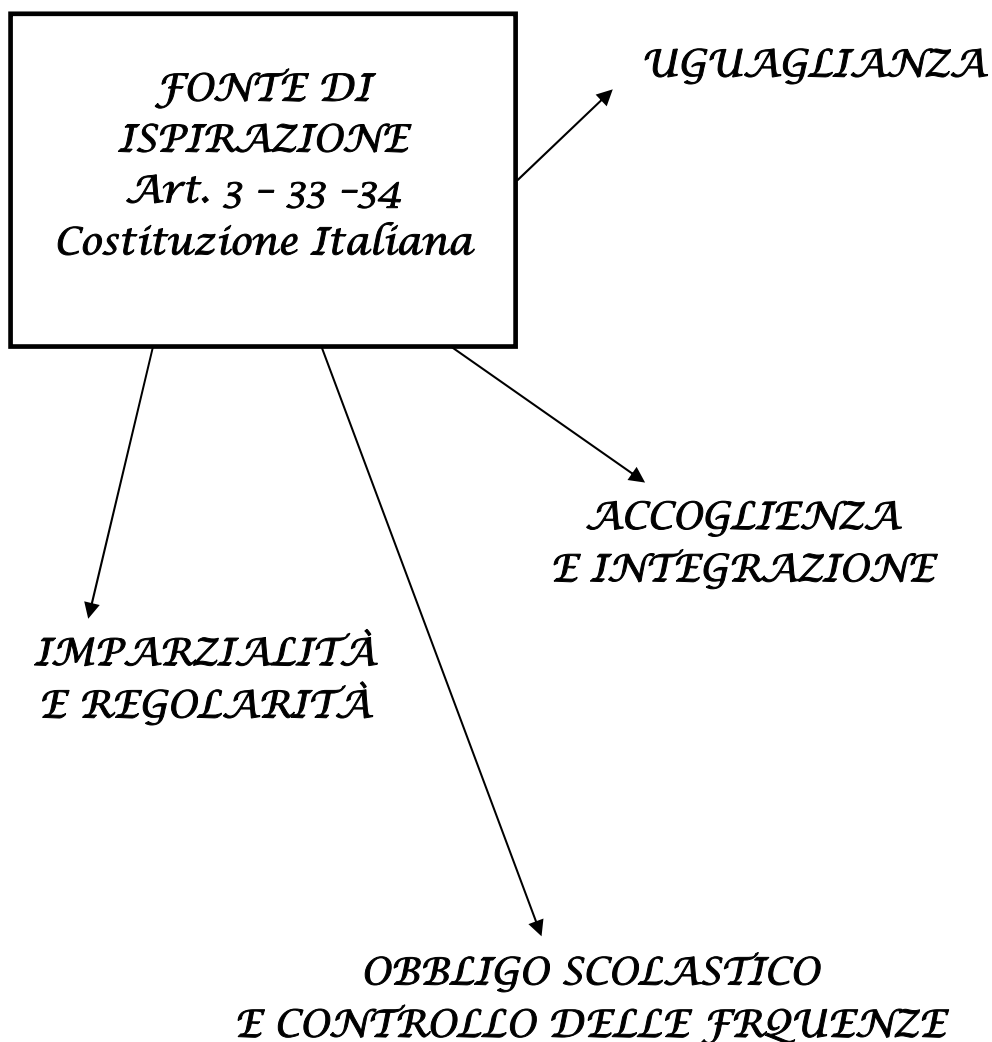 FONTE DI
ISPIRAZIONE
Art. 3 – 33 –34
Costituzione Italiana
UGUAGLIANZA
ACCOGLIENZA
E INTEGRAZIONE
IMPARZIALITÀ
E REGOLARITÀ
OBBLIGO SCOLASTICO
E CONTROLLO DELLE FRQUENZE